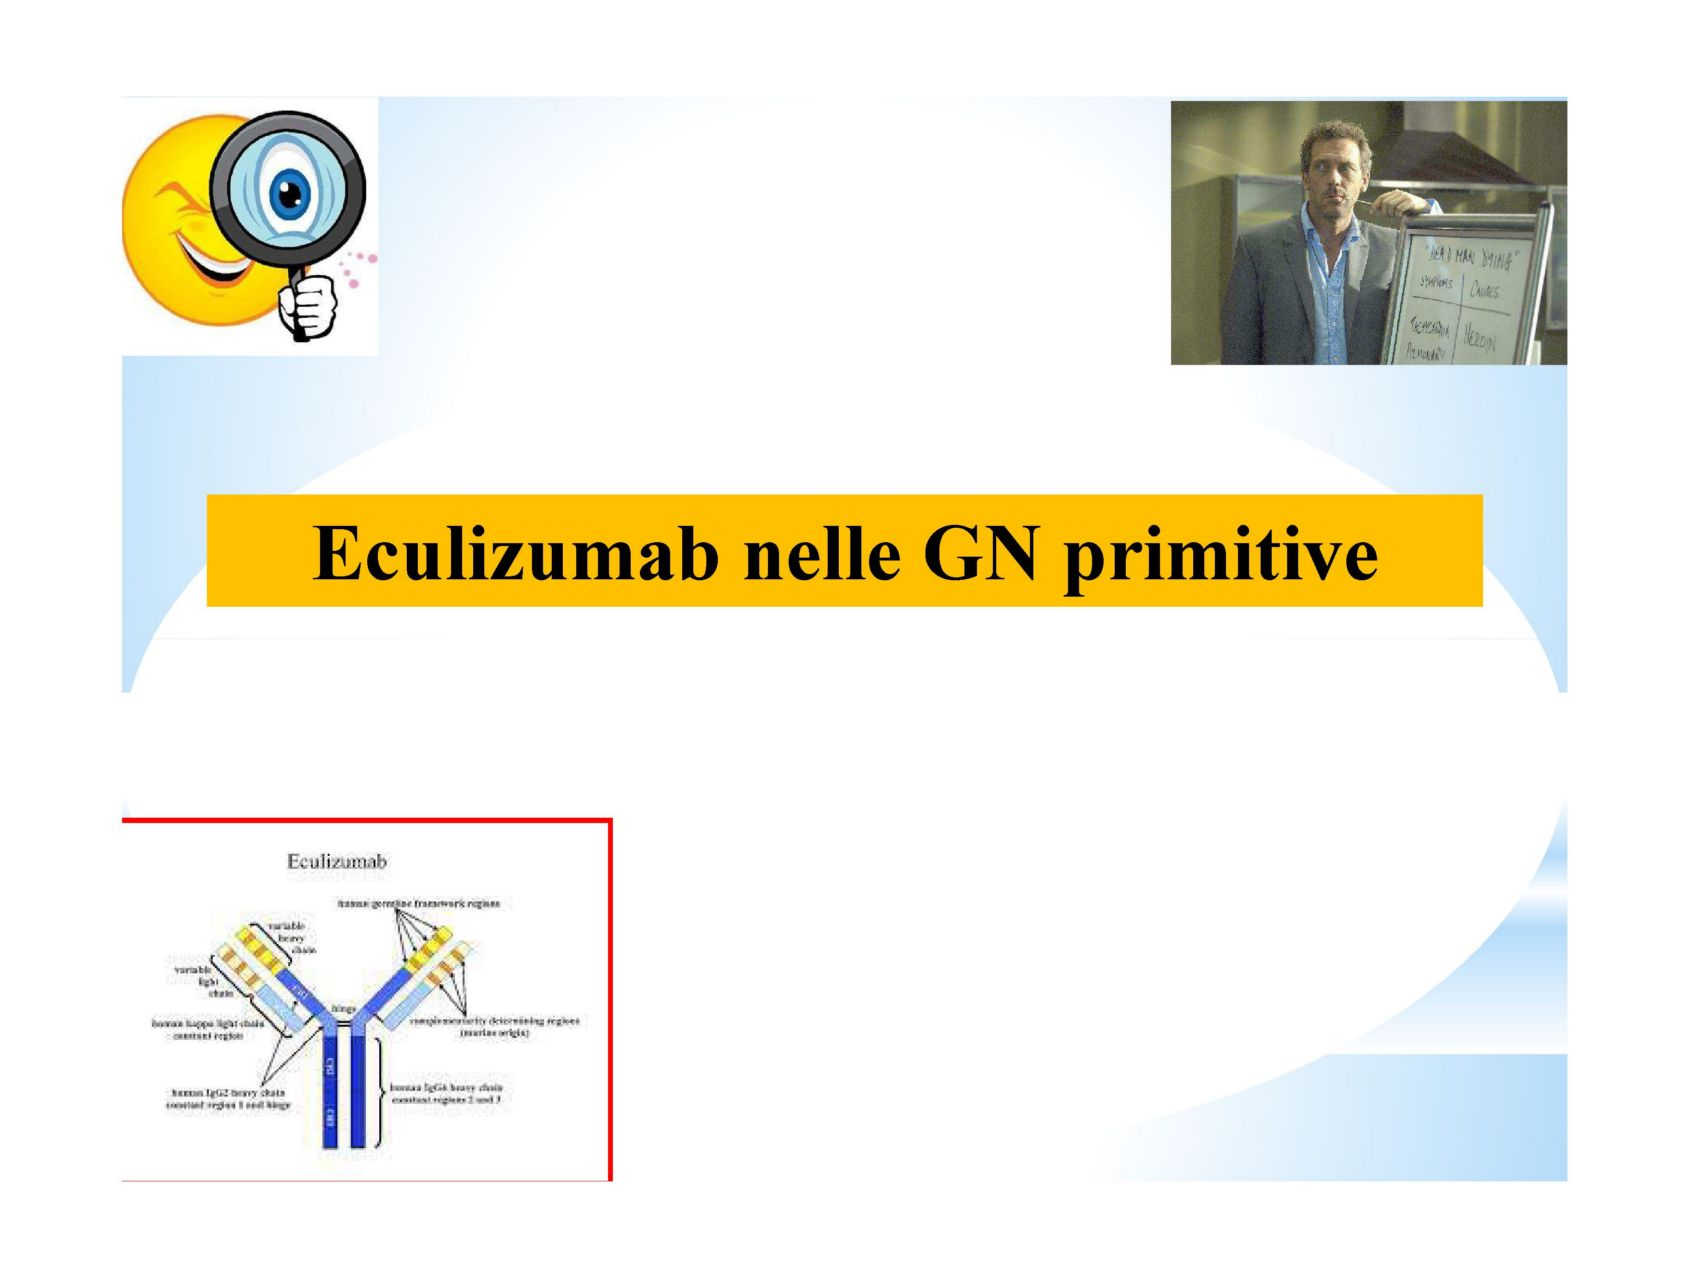 "DEAD MAN DYING"
SYMPTOMS CAUSES
TACHYCARDIA HEROIN
PULMONARY
Eculizumab nelle GN primitive
Eculizumab
human germline framework regions
variable
heavy
chain
variable
light
chain
hinge
human kappa light chain
constant region
complementarity determining regions
(murine origin)
human IgG2 heavy chain
constant region 1 and hinge
human IgG4 heavy chain
constant regions 2 and 3